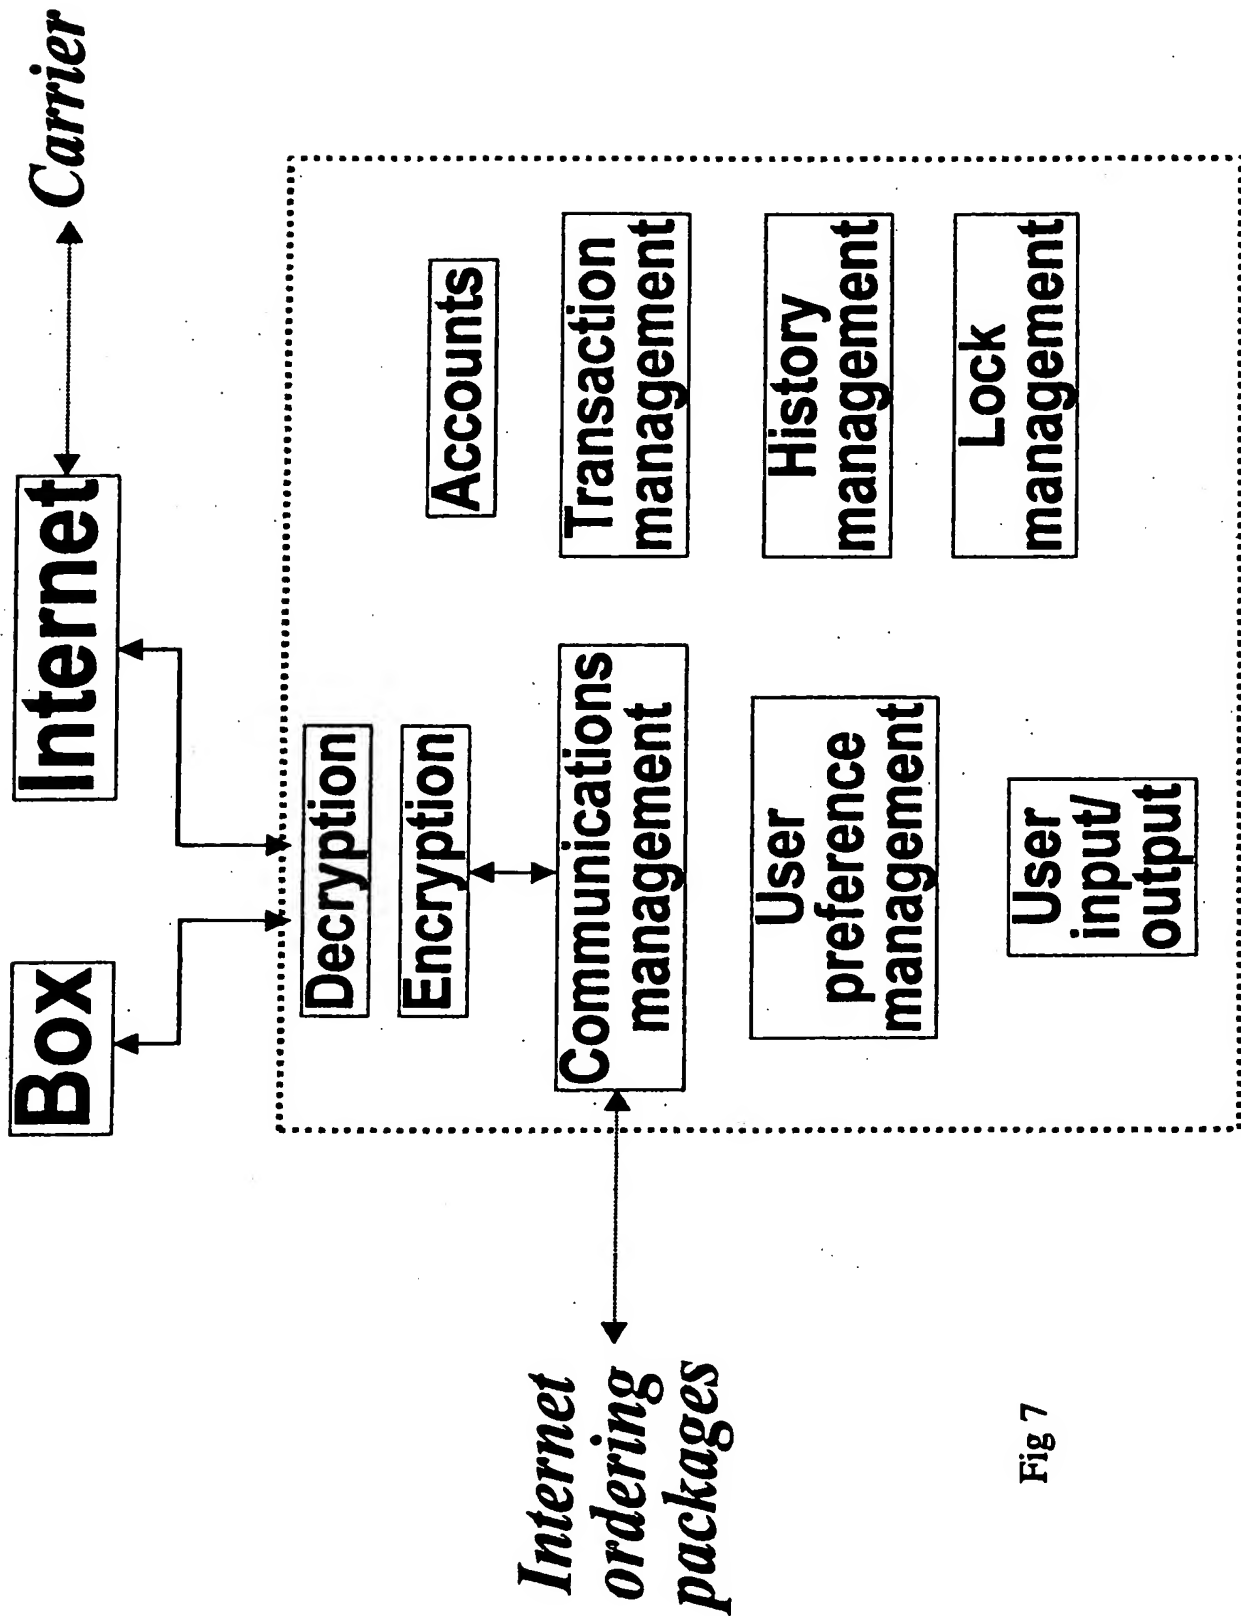 Box
Internet
Carrier
Decryption
Encryption
Accounts
Communications
management
Transaction
management
User
preference
management
History
management
User
input/
output
Lock
management
Internet
ordering
packages
Fig 7